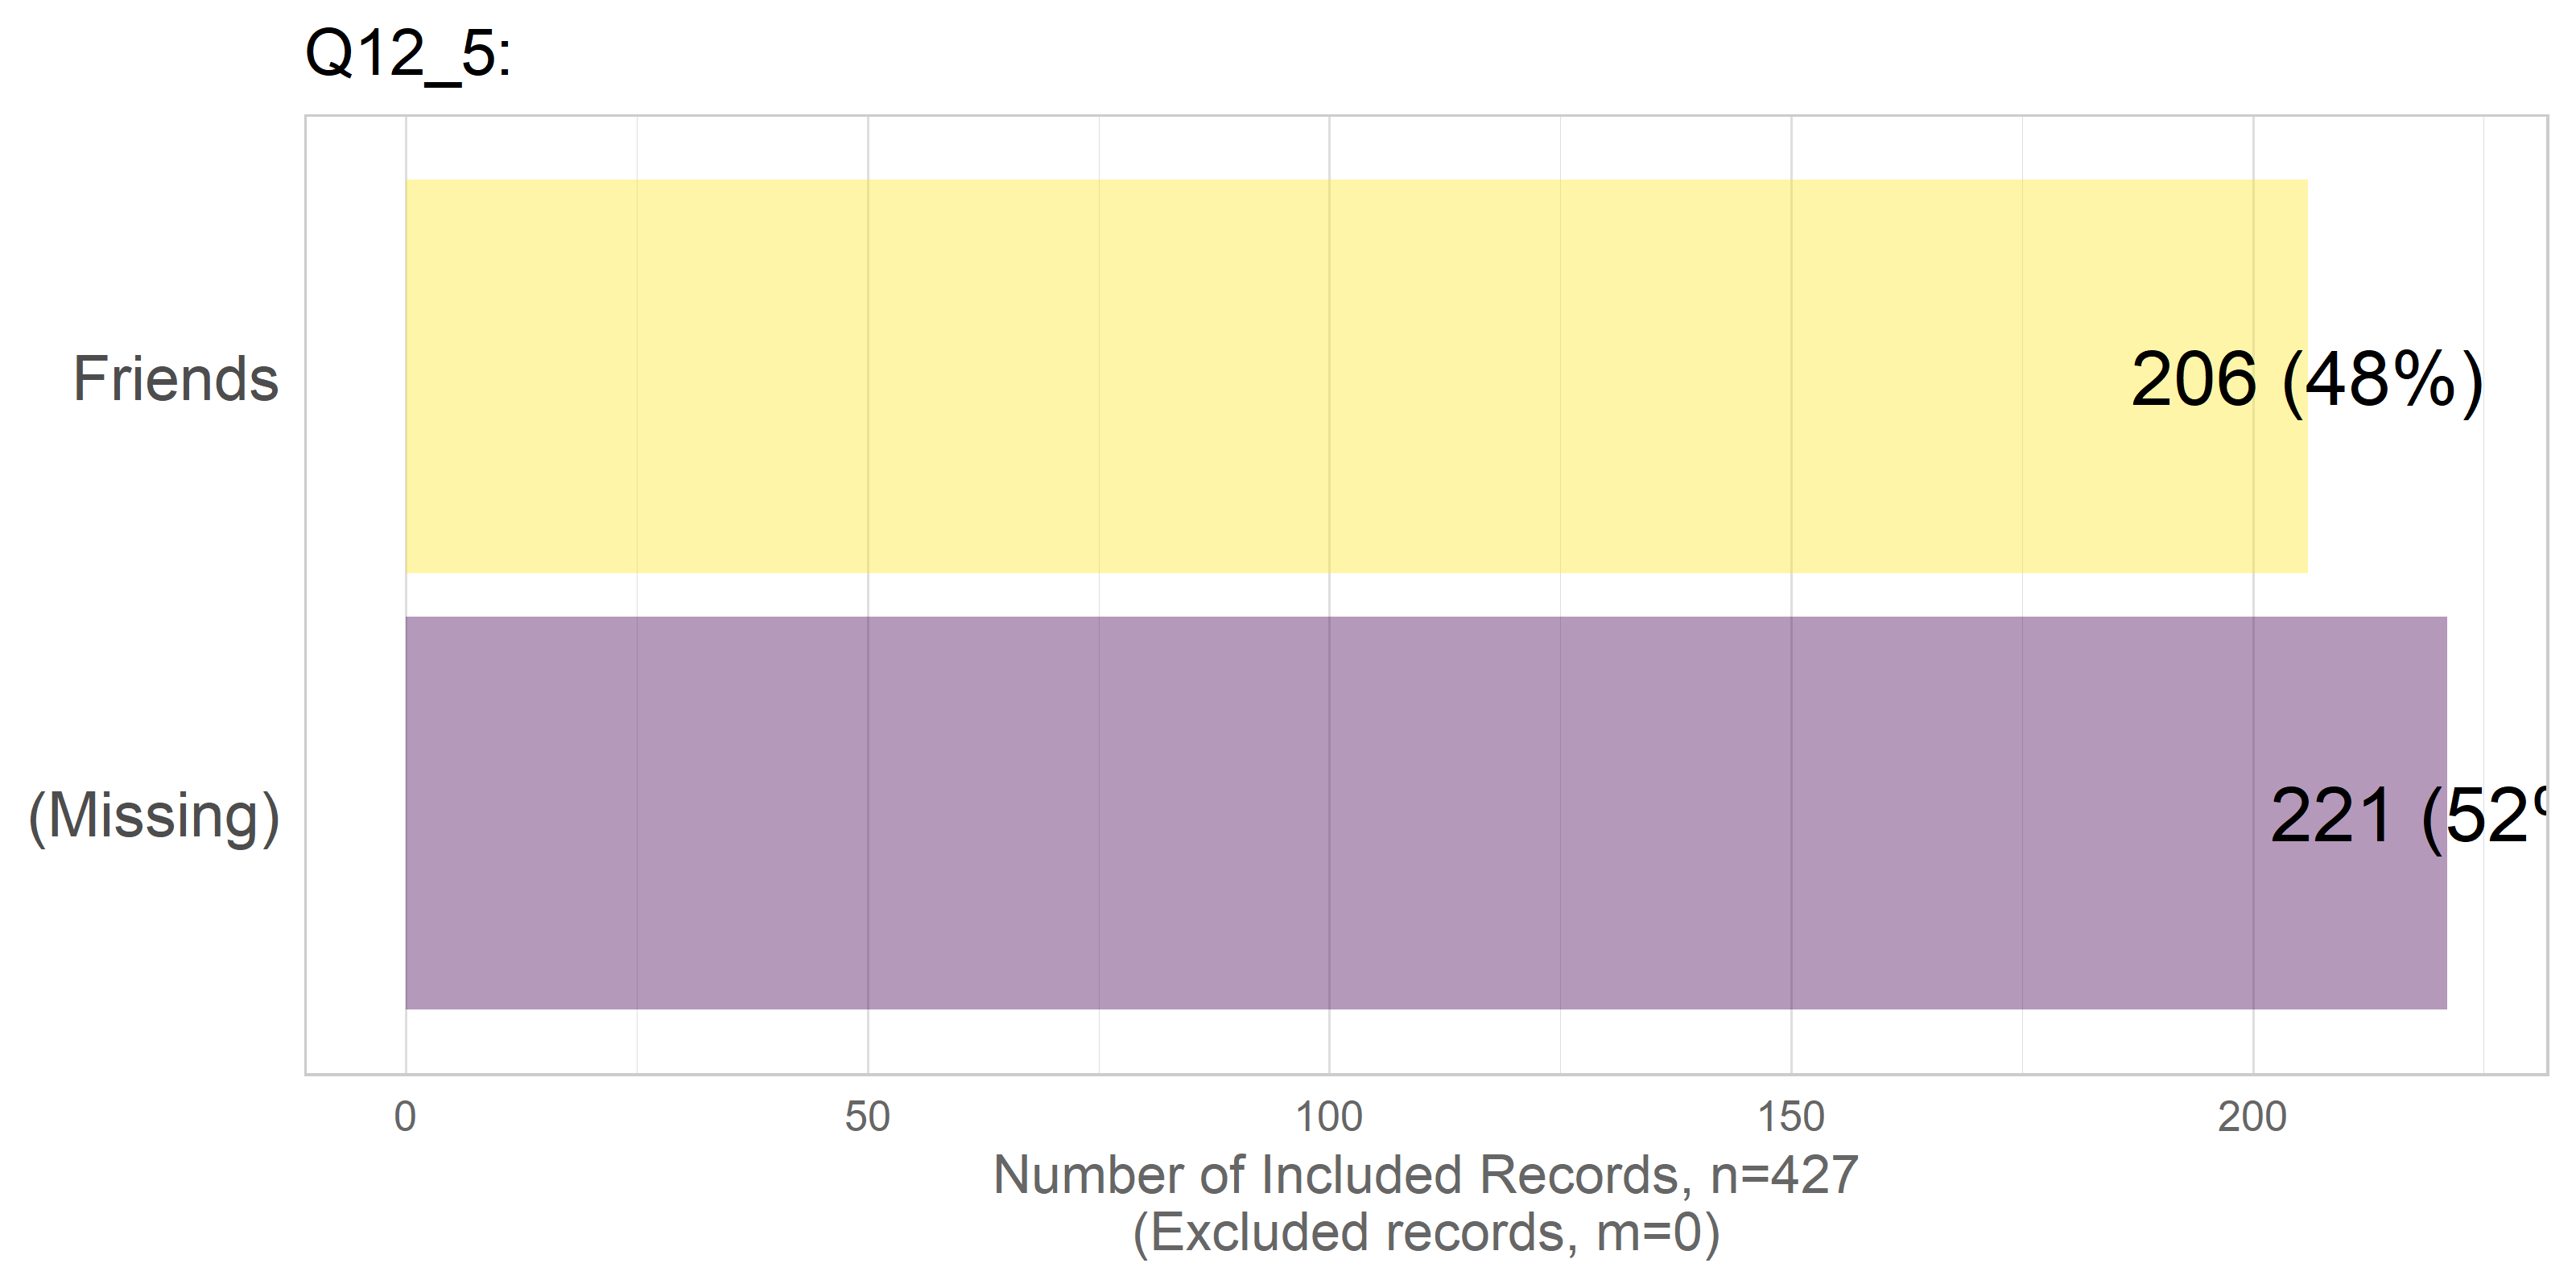 Q12_5:
Friends
206 (48%)
(Missing)
221 (52%
0 50 100 150 200
Number of Included Records, n=427
(Excluded records, m=0)